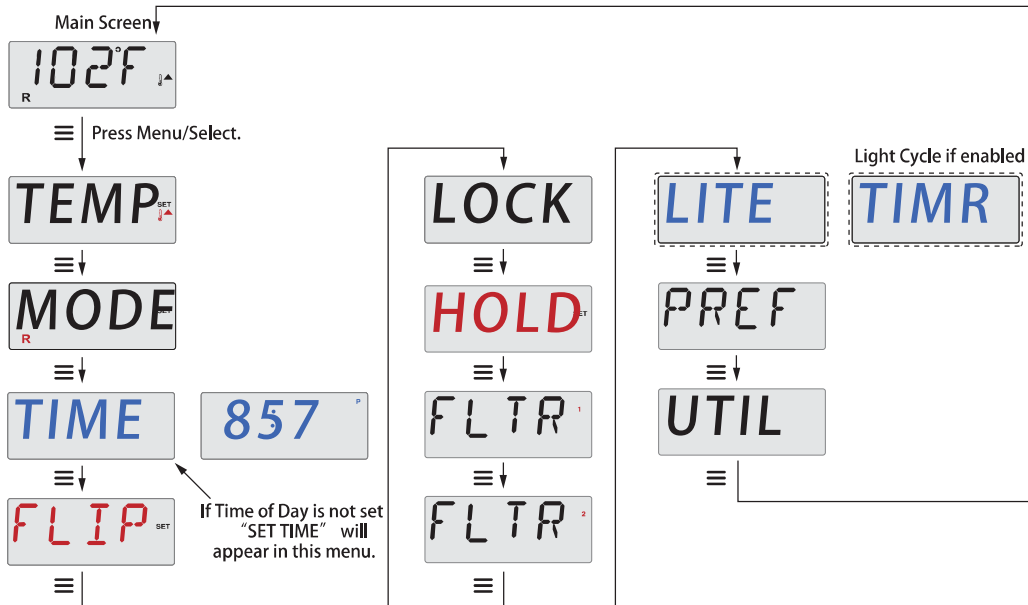 Main Screen
102°F
R
Press Menu/Select.
TEMP SET
MODE SET
R
TIME
857 P
If Time of Day is not set
"SET TIME" will
appear in this menu.
FLIP SET
LOCK
HOLD SET
FLTR 1
FLTR 2
LITE
Light Cycle if enabled
TIMR
PREF
UTIL